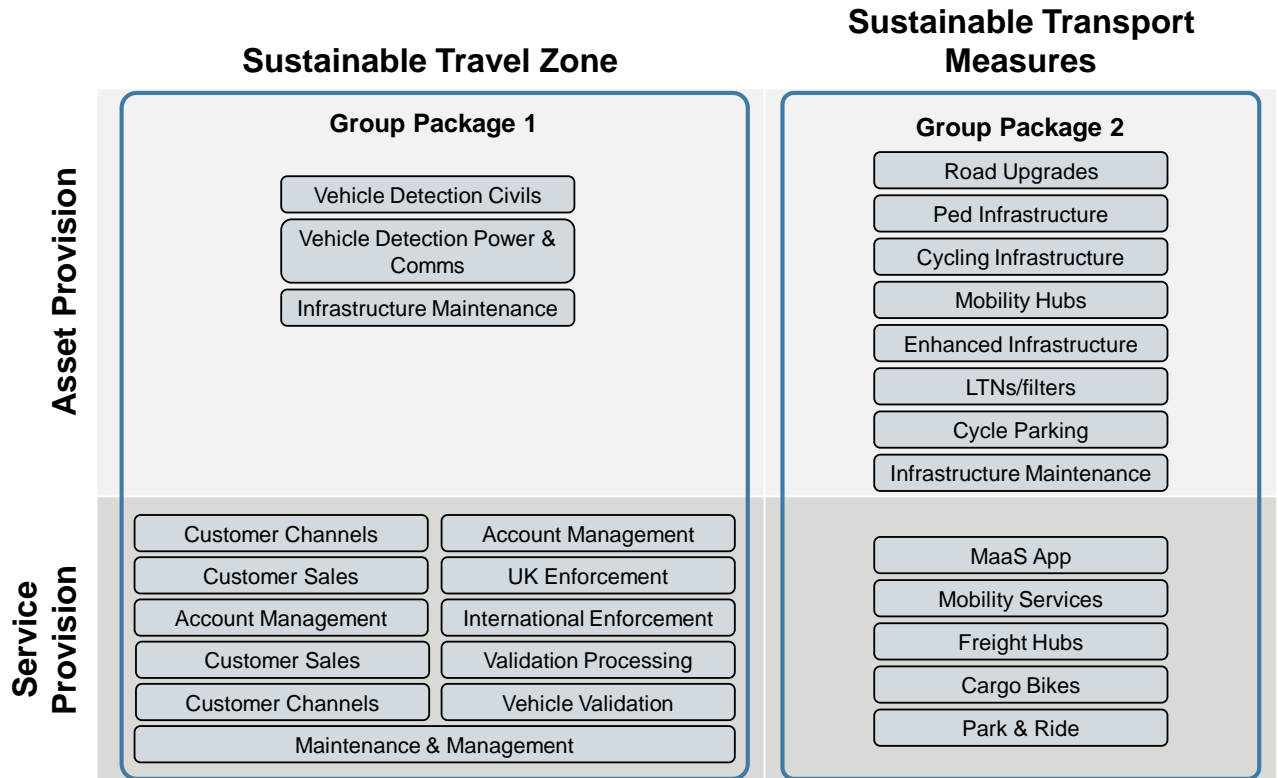 Sustainable Travel Zone
Sustainable Transport
Measures
Asset Provision
Group Package 1
Vehicle Detection Civils
Vehicle Detection Power &
Comms
Infrastructure Maintenance
Group Package 2
Road Upgrades
Ped Infrastructure
Cycling Infrastructure
Mobility Hubs
Enhanced Infrastructure
LTNs/filters
Cycle Parking
Infrastructure Maintenance
Service
Provision
Customer Channels
Account Management
Customer Sales
UK Enforcement
Account Management
International Enforcement
Customer Sales
Validation Processing
Customer Channels
Vehicle Validation
Maintenance & Management
MaaS App
Mobility Services
Freight Hubs
Cargo Bikes
Park & Ride